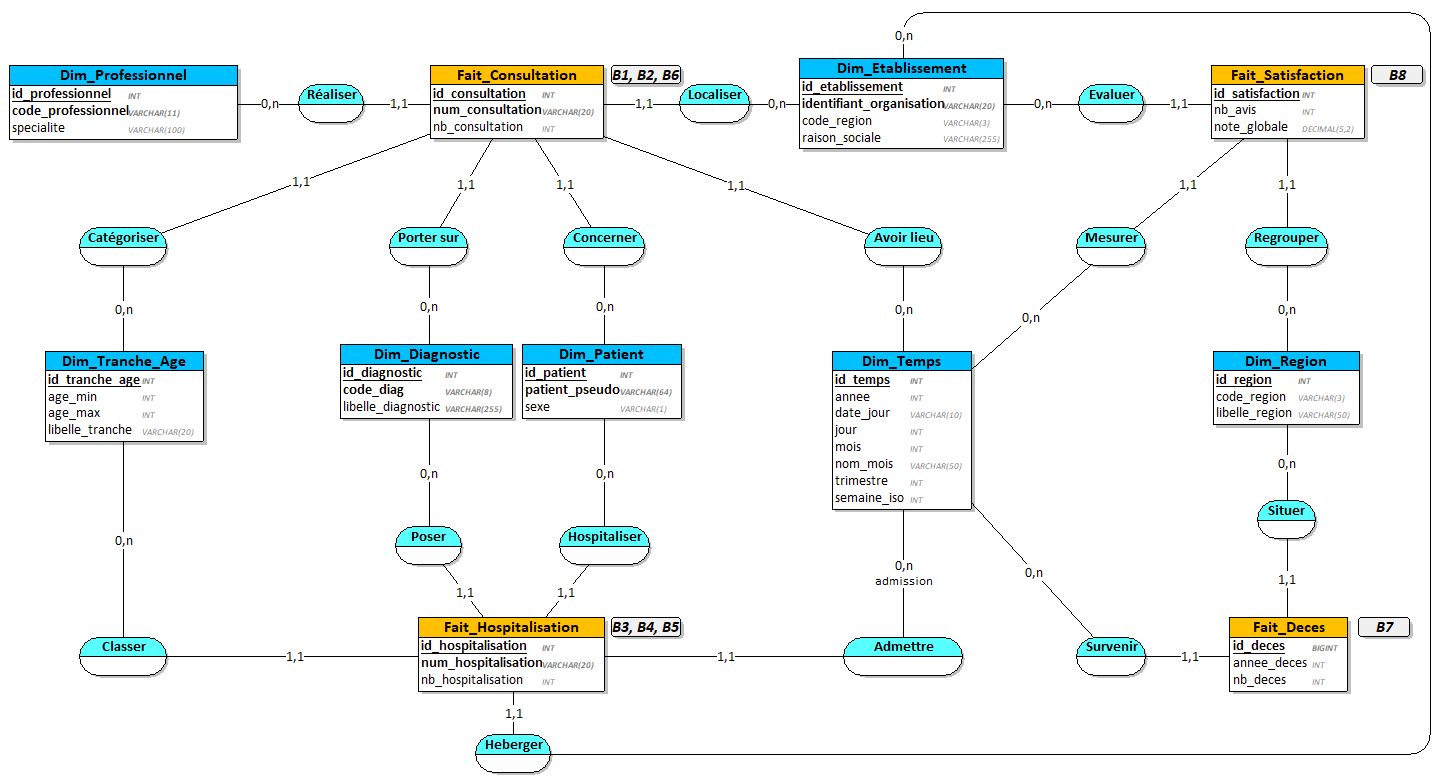 0,n
Dim_Professionnel
id_professionnel INT
code_professionnel VARCHAR(11)
specialite VARCHAR(100)
0,n
Réaliser
1,1
Fait_Consultation
id_consultation INT
num_consultation VARCHAR(20)
nb_consultation INT
B1, B2, B6
1,1
Localiser
0,n
Dim_Etablissement
id_etablissement INT
identifiant_organisation VARCHAR(20)
code_region VARCHAR(3)
raison_sociale VARCHAR(255)
0,n
Evaluer
1,1
Fait_Satisfaction
id_satisfaction INT
nb_avis INT
note_globale DECIMAL(5,2)
B8
1,1
1,1
1,1
1,1
1,1
1,1
Catégoriser
Porter sur
Concerner
Avoir lieu
Mesurer
Regrouper
0,n
0,n
0,n
0,n
0,n
0,n
Dim_Tranche_Age
id_tranche_age INT
age_min INT
age_max INT
libelle_tranche VARCHAR(20)
Dim_Diagnostic
id_diagnostic INT
code_diag VARCHAR(8)
libelle_diagnostic VARCHAR(255)
Dim_Patient
id_patient INT
patient_pseudo VARCHAR(64)
sexe VARCHAR(1)
Dim_Temps
id_temps INT
annee INT
date_jour VARCHAR(10)
jour INT
mois INT
nom_mois VARCHAR(50)
trimestre INT
semaine_iso INT
Dim_Region
id_region INT
code_region VARCHAR(3)
libelle_region VARCHAR(50)
0,n
0,n
0,n
Situer
0,n
Poser
Hospitaliser
0,n
admission
0,n
1,1
1,1
1,1
Classer
1,1
Fait_Hospitalisation
id_hospitalisation INT
num_hospitalisation VARCHAR(20)
nb_hospitalisation INT
B3, B4, B5
1,1
Admettre
Survenir
1,1
Fait_Deces
id_deces BIGINT
annee_deces INT
nb_deces INT
B7
1,1
Heberger